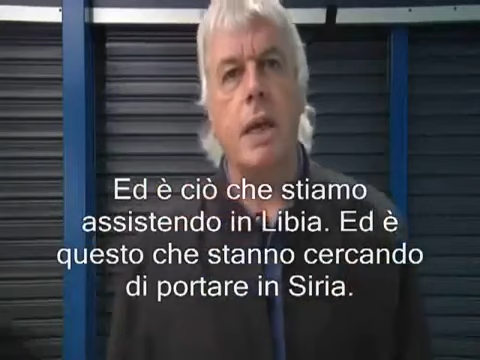 Ed è ciò che stiamo
assistendo in Libia. Ed è
questo che stanno cercando
di portare in Siria.